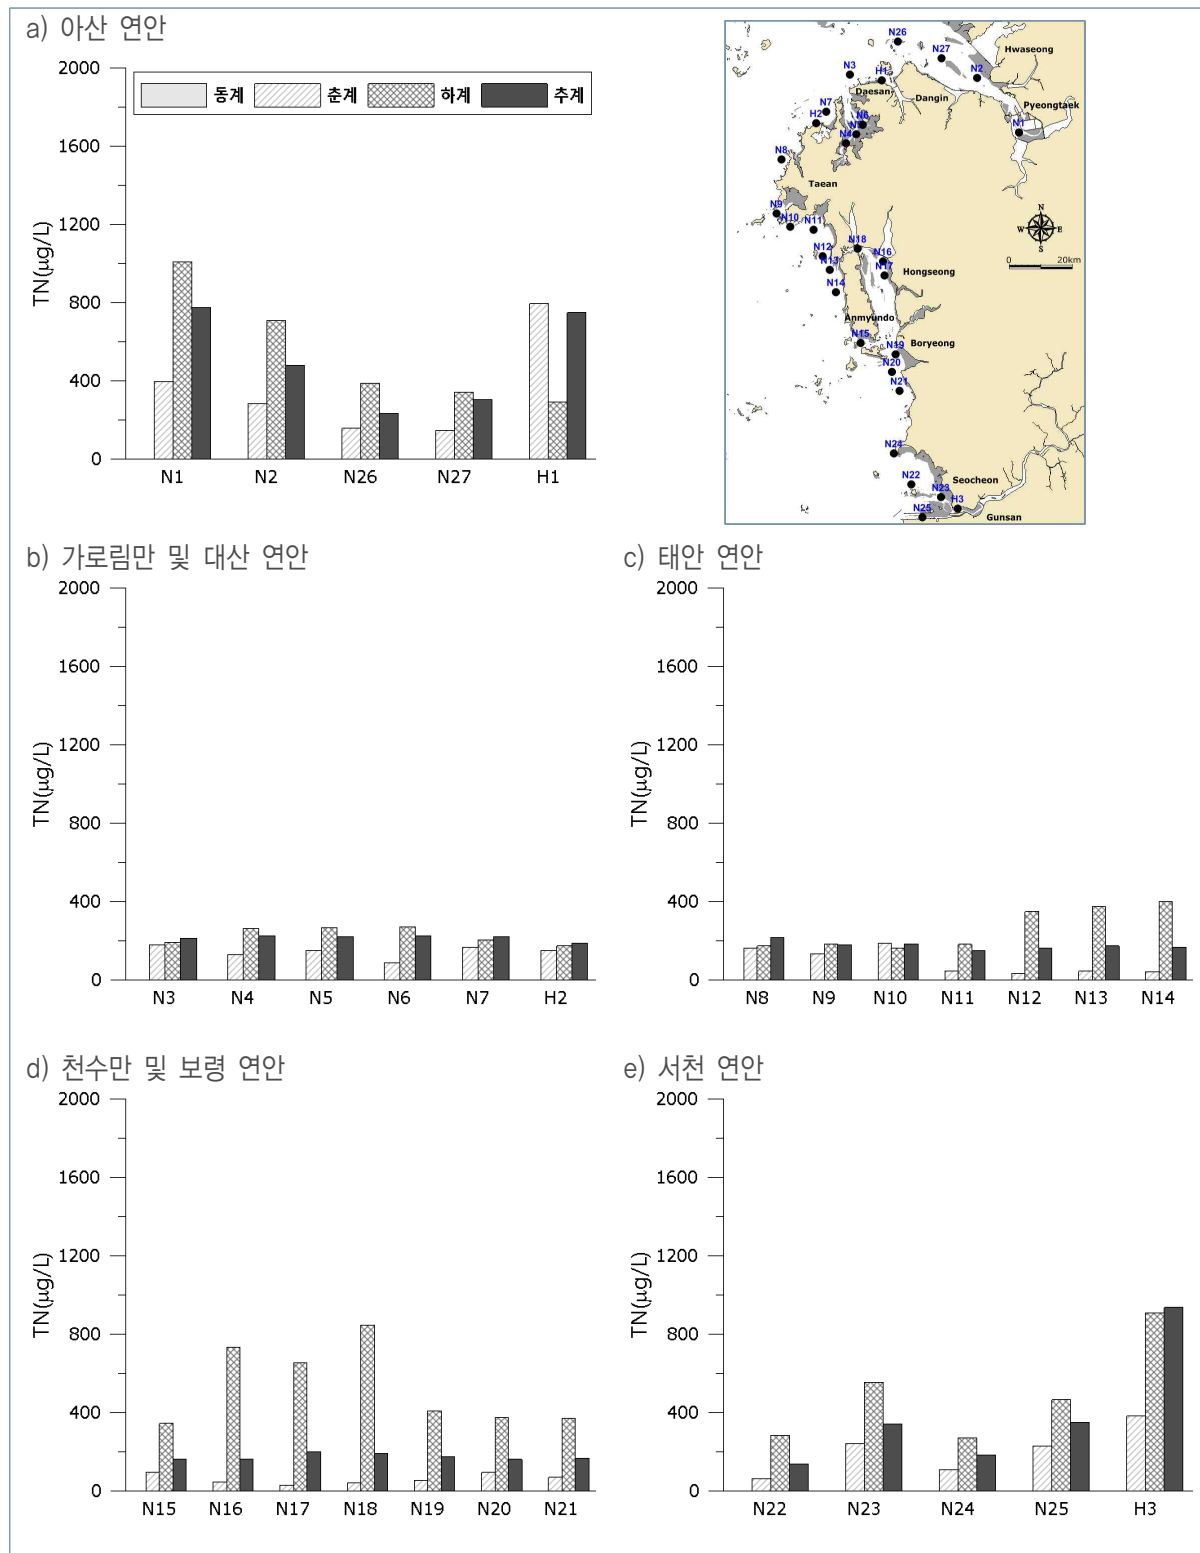 a) 아산 연안
2000
1600
1200
800
400
0
TN(μg/L)
동계 춘계 하계 추계
N1 N2 N26 N27 H1
N26
N27
Hwaseong
N3
H1
N2
Daesan
Dangin
N7
H2
Pyeongtaek
N6
N4
N1
N8
Taean
N9
N10
N11
N
W E
S
N18
N12
N16
N13
N17
Hongseong
0 20km
N14
Anmyundo
N15
Boryeong
N19
N20
N21
N24
Seocheon
N22
N23
H3
N25
Gunsan
b) 가로림만 및 대산 연안
2000
1600
1200
800
400
0
TN(μg/L)
N3 N4 N5 N6 N7 H2
c) 태안 연안
2000
1600
1200
800
400
0
TN(μg/L)
N8 N9 N10 N11 N12 N13 N14
d) 천수만 및 보령 연안
2000
1600
1200
800
400
0
TN(μg/L)
N15 N16 N17 N18 N19 N20 N21
e) 서천 연안
2000
1600
1200
800
400
0
TN(μg/L)
N22 N23 N24 N25 H3